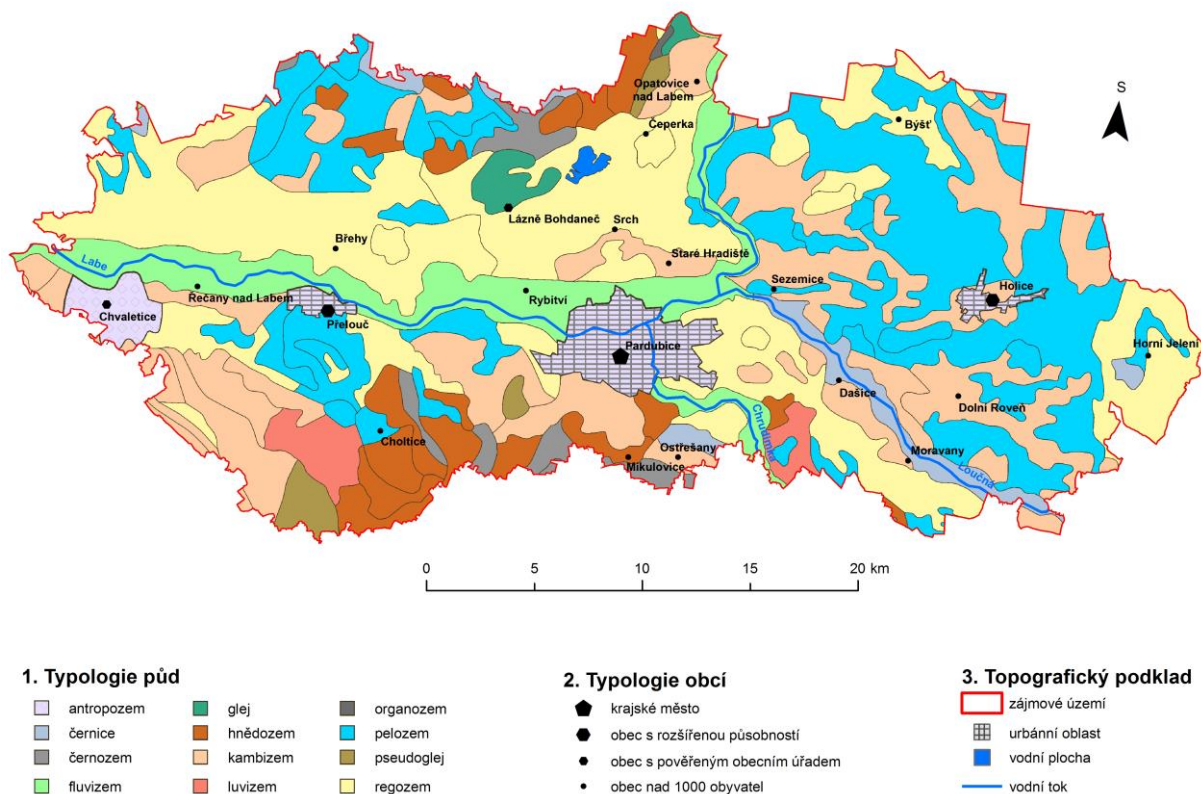 S
Opatovice
nad Labem
Býšť
Čeperka
Lázně Bohdaneč
Srch
Břehy
Staré Hradiště
Labe
Sezemice
Holice
Řečany nad Labem
Rybitví
Chvaletice
Přelouč
Pardubice
Horní Jelení
Dašice
Dolní Roveň
Choltice
Chrudimka
Ostřešany
Mikulovice
Moravany
Loučná
0 5 10 15 20 km
1. Typologie půd
antropozem
černice
černozem
fluvizem
glej
hnědozem
kambizem
luvizem
organozem
pelozem
pseudoglej
regozem
2. Typologie obcí
krajské město
obec s rozšířenou působností
obec s pověřeným obecním úřadem
obec nad 1000 obyvatel
3. Topografický podklad
zájmové území
urbánní oblast
vodní plocha
vodní tok